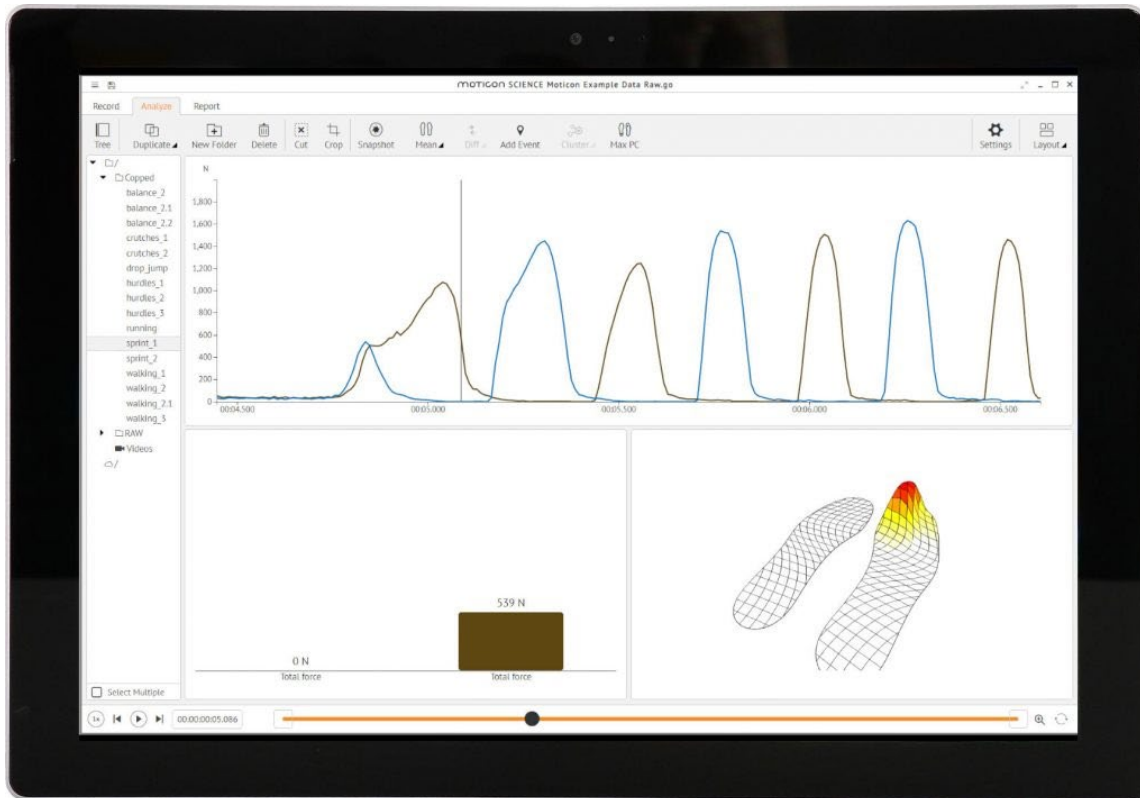 moticon SCIENCE Moticon Example Data Raw.go
Record Analyze Report
Tree Duplicate New Folder Delete Cut Crop Snapshot Mean Diff Add Event Cluster Max PC Settings Layout
/
Copped
balance_2
balance_2.1
balance_2.2
crutches_1
crutches_2
drop_jump
hurdles_1
hurdles_2
hurdles_3
running
sprint_1
sprint_2
walking_1
walking_2
walking_2.1
walking_3
RAW
Videos
/
Select Multiple
N
1,800
1,600
1,400
1,200
1,000
800
600
400
200
0
00:04.500 00:05.000 00:05.500 00:06.000 00:06.500
539 N
0 N
Total force Total force
1x 00:00:00:05.086